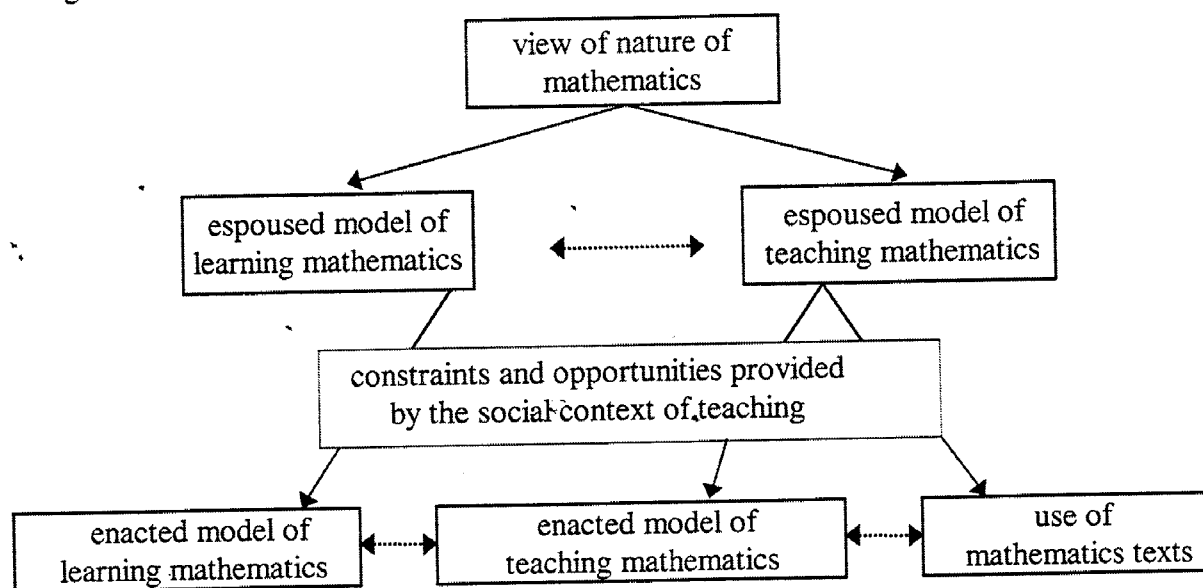 view of nature of
mathematics
espoused model of
learning mathematics
espoused model of
teaching mathematics
constraints and opportunities provided
by the social context of teaching
enacted model of
learning mathematics
enacted model of
teaching mathematics
use of
mathematics texts